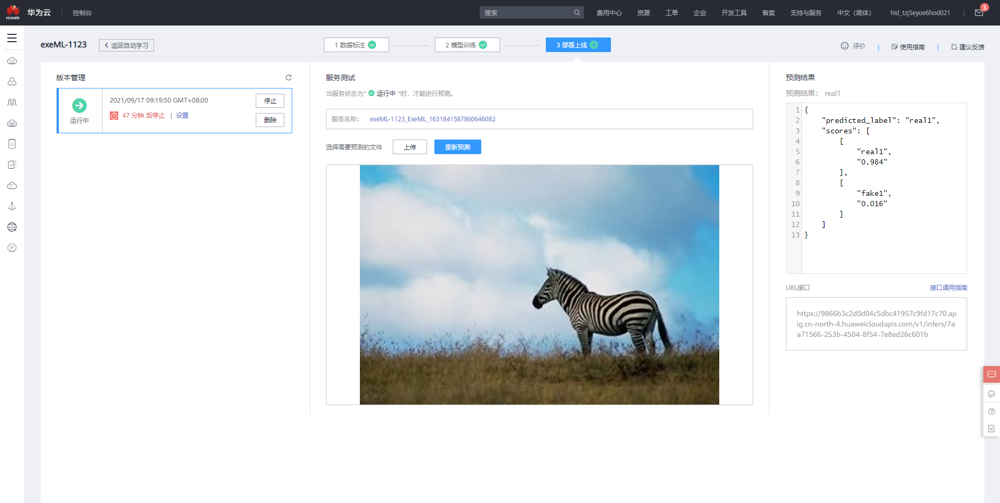 HUAWEI 华为云 控制台 搜索 费用中心 资源 工单 企业 开发工具 备案 支持与服务 中文（简体） hid_tzj5eyoe6hod021 3
exeML-1123 返回自动学习 1 数据标注 2 模型训练 3 部署上线 评价 使用指南 建议反馈
版本管理
2021/09/17 09:19:50 GMT+08:00 停止
47 分钟 后停止 | 设置
运行中 删除
服务测试
当服务状态为“ 运行中 ”时，才能进行预测。
服务名称： exeML-1123_ExeML_1631841587860646082
选择需要预测的文件 上传 重新预测
预测结果
预测结果： real1
1 {
2 "predicted_label": "real1",
3 "scores": [
4 [
5 "real1",
6 "0.984"
7 ],
8 [
9 "fake1",
10 "0.016"
11 ]
12 ]
13 }
URL接口 接口调用指南
https://9866b3c2d0d04c5dbc41957c9fd17c70.ap
ig.cn-north-4.huaweicloudapis.com/v1/infers/7a
a71566-253b-4504-8f54-7e8ed26c601b
IP